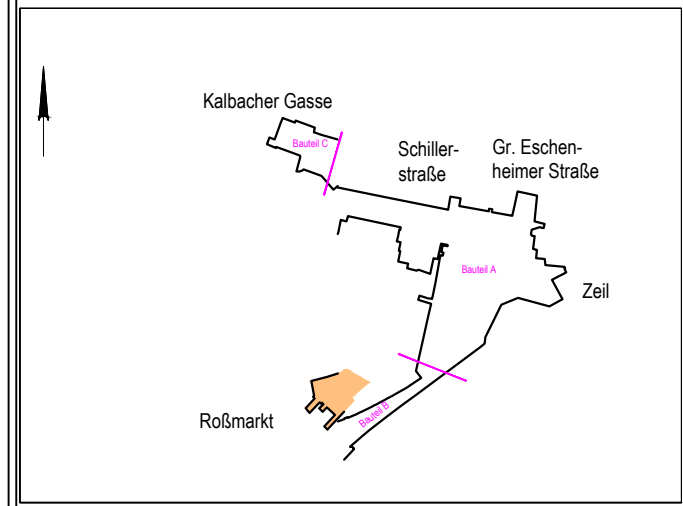 Kalbacher Gasse
Bauteil C
Schiller-
straße
Gr. Eschen-
heimer Straße
Bauteil A
Zeil
Roßmarkt
Bauteil B